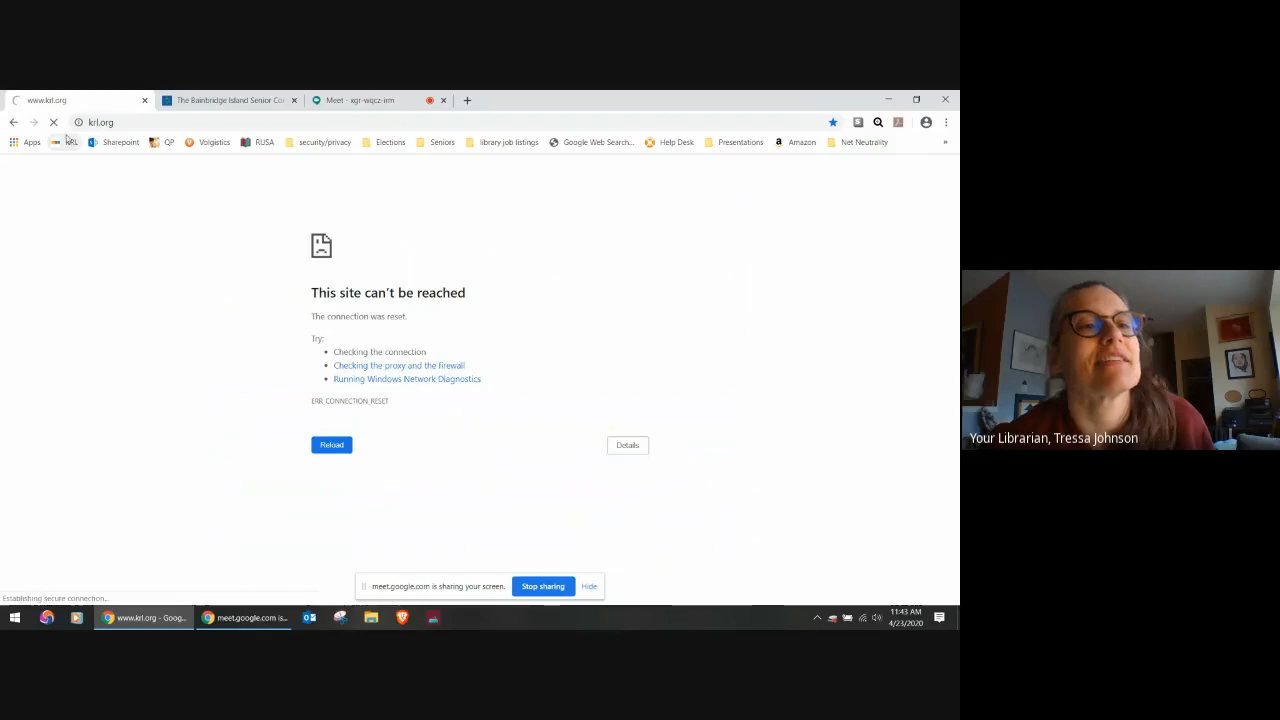 www.krl.org
The Bainbridge Island Senior Co
Meet - xgr-wqcz-irm
krl.org
Apps KRL Sharepoint QP Volgistics RUSA security/privacy Elections Seniors library job listings Google Web Search... Help Desk Presentations Amazon Net Neutrality »
This site can't be reached
The connection was reset.
Try:
• Checking the connection
• Checking the proxy and the firewall
• Running Windows Network Diagnostics
ERR_CONNECTION_RESET
Reload
Details
Your Librarian, Tressa Johnson
meet.google.com is sharing your screen. Stop sharing Hide
Establishing secure connection...
www.krl.org - Goog...
meet.google.com is...
11:43 AM
4/23/2020